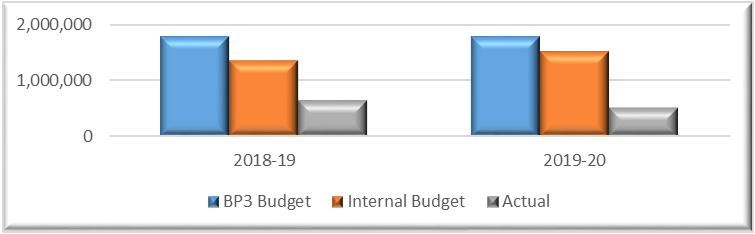 2,000,000
1,000,000
0
2018-19 2019-20
BP3 Budget Internal Budget Actual